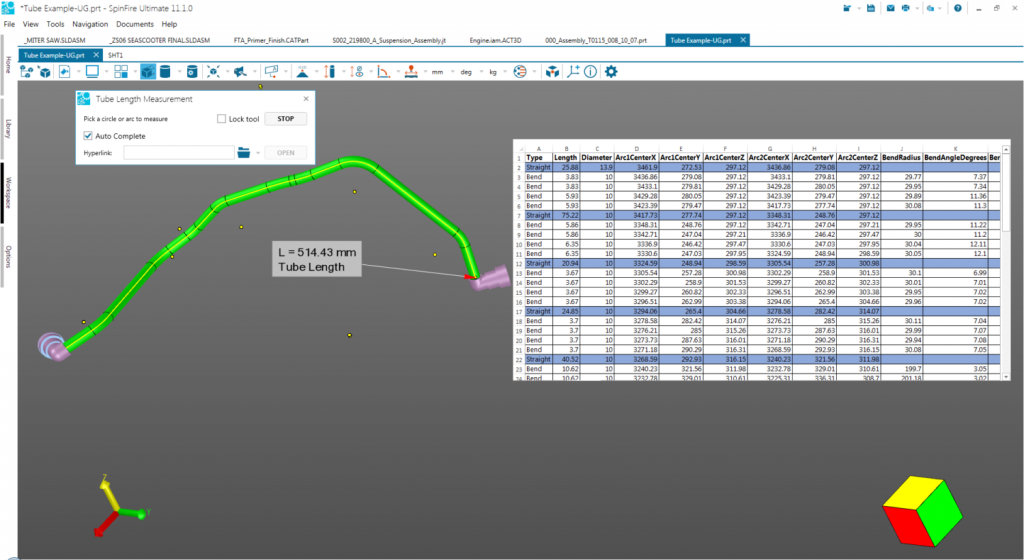 *Tube Example-UG.prt - SpinFire Ultimate 11.1.0
File View Tools Navigation Documents Help
_MITER SAW.SLDASM _ZS06 SEASCOOTER FINAL.SLDASM FTA_Primer_Finish.CATPart S002_219800_A_Suspension_Assembly.jt Engine.iam.ACT3D 000_Assembly_T0115_008_10_07.prt Tube Example-UG.prt
Tube Example-UG.prt SHT1
mm deg kg
Home
Library
Workspace
Options
Tube Length Measurement
Pick a circle or arc to measure Lock tool STOP
Auto Complete
Hyperlink: OPEN
L = 514.43 mm
Tube Length
A B C D E F G H I J K
1 Type Length Diameter Arc1CenterX Arc1CenterY Arc1CenterZ Arc2CenterX Arc2CenterY Arc2CenterZ BendRadius BendAngleDegrees Ber
2 Straight 25.88 13.9 3461.9 272.53 297.12 3436.86 279.08 297.12
3 Bend 3.83 10 3436.86 279.08 297.12 3433.1 279.81 297.12 29.77 7.37
4 Bend 3.83 10 3433.1 279.81 297.12 3429.28 280.05 297.12 29.95 7.34
5 Bend 5.93 10 3429.28 280.05 297.12 3423.39 279.47 297.12 29.89 11.36
6 Bend 5.93 10 3423.39 279.47 297.12 3417.73 277.74 297.12 30.08 11.3
7 Straight 75.22 10 3417.73 277.74 297.12 3348.31 248.76 297.12
8 Bend 5.86 10 3348.31 248.76 297.12 3342.71 247.04 297.21 29.95 11.22
9 Bend 5.86 10 3342.71 247.04 297.21 3336.9 246.42 297.47 30 11.2
10 Bend 6.35 10 3336.9 246.42 297.47 3330.6 247.03 297.95 30.04 12.11
11 Bend 6.35 10 3330.6 247.03 297.95 3324.59 248.94 298.59 30.05 12.1
12 Straight 20.94 10 3324.59 248.94 298.59 3305.54 257.28 300.98
13 Bend 3.67 10 3305.54 257.28 300.98 3302.29 258.9 301.53 30.1 6.99
14 Bend 3.67 10 3302.29 258.9 301.53 3299.27 260.82 302.33 30.01 7.01
15 Bend 3.67 10 3299.27 260.82 302.33 3296.51 262.99 303.38 29.95 7.02
16 Bend 3.67 10 3296.51 262.99 303.38 3294.06 265.4 304.66 29.96 7.02
17 Straight 24.85 10 3294.06 265.4 304.66 3278.58 282.42 314.07
18 Bend 3.7 10 3278.58 282.42 314.07 3276.21 285 315.26 30.11 7.04
19 Bend 3.7 10 3276.21 285 315.26 3273.73 287.63 316.01 29.99 7.07
20 Bend 3.7 10 3273.73 287.63 316.01 3271.18 290.29 316.31 29.94 7.08
21 Bend 3.7 10 3271.18 290.29 316.31 3268.59 292.93 316.15 30.08 7.05
22 Straight 40.52 10 3268.59 292.93 316.15 3240.23 321.56 311.98
23 Bend 10.62 10 3240.23 321.56 311.98 3232.78 329.01 310.61 199.7 3.05
24 Bend 10.62 10 3232.78 329.01 310.61 3225.31 336.31 308.7 201.18 3.02
Z
Y